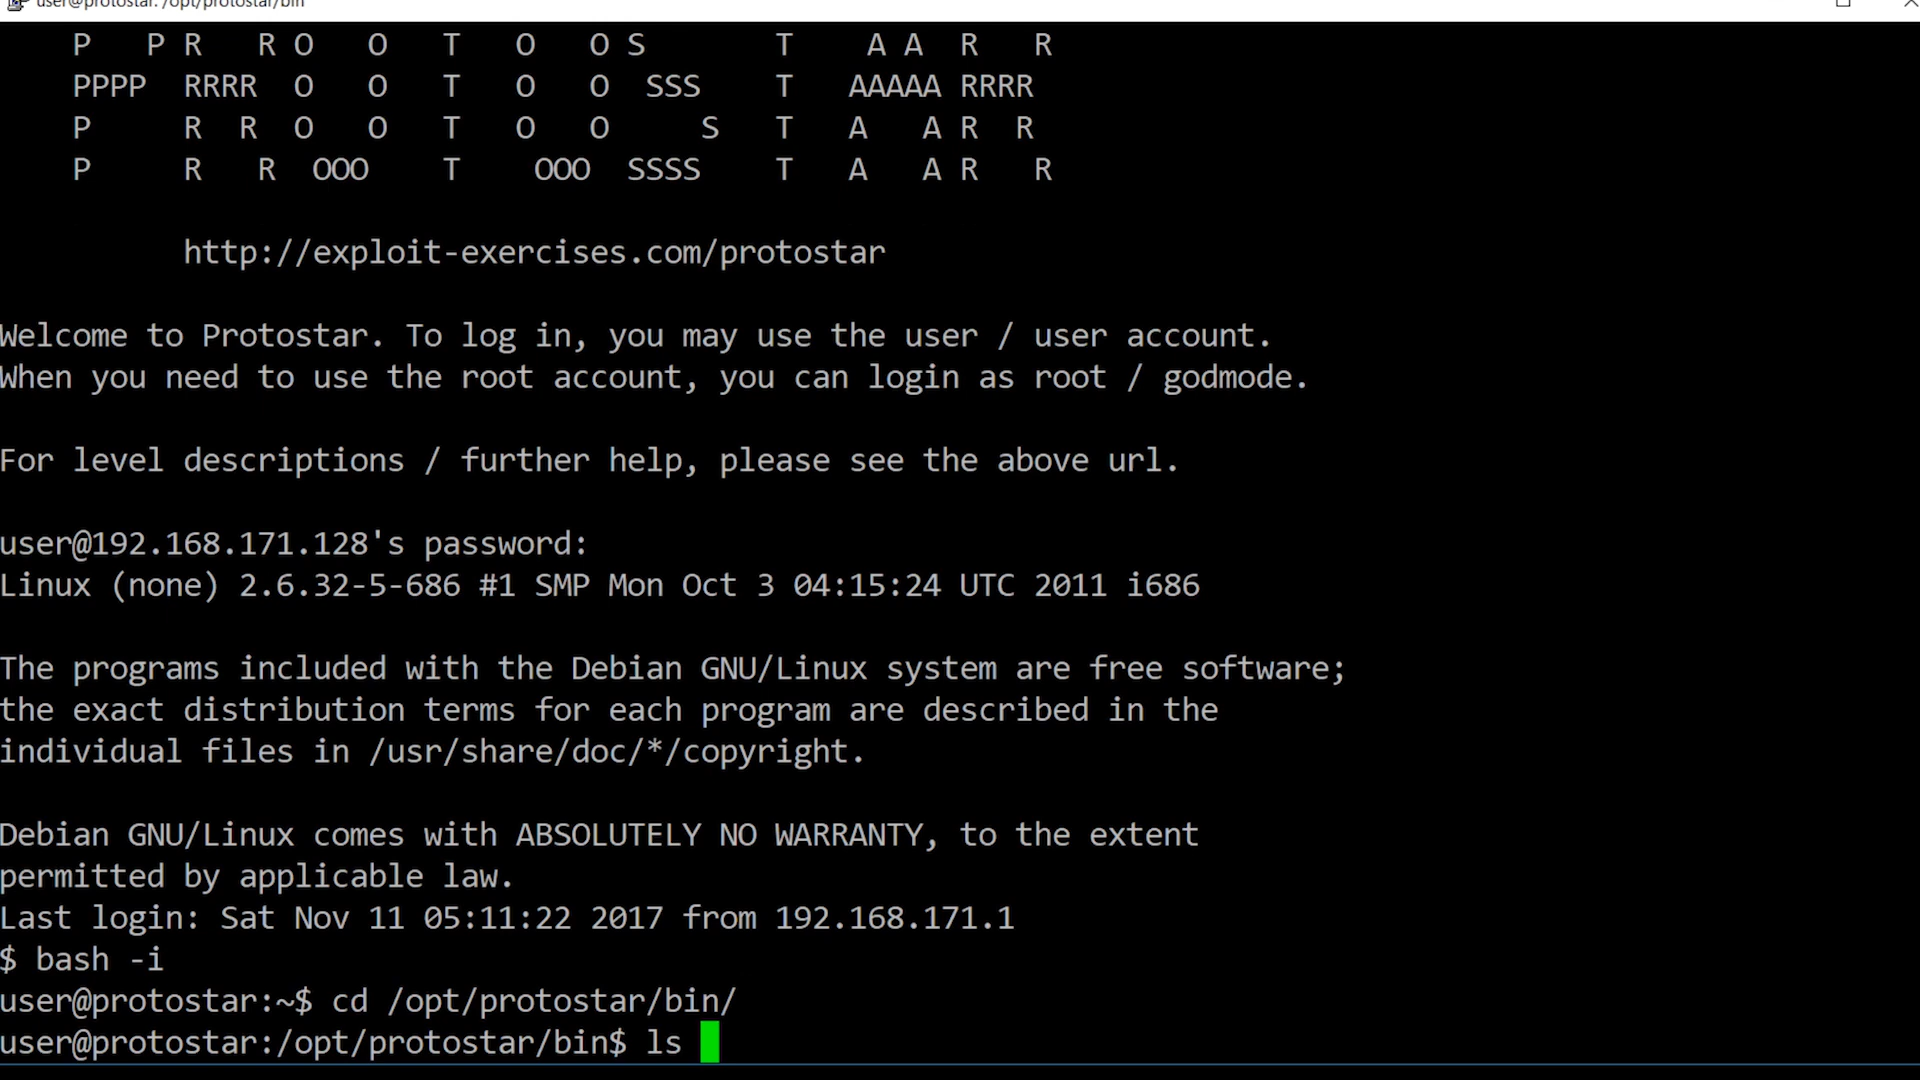 user@protostar: /opt/protostar/bin
P   P R   R O   O   T   O   O S       T    A A  R   R
PPPP  RRRR  O   O   T   O   O  SSS    T   AAAAA RRRR
P     R  R  O   O   T   O   O     S   T   A   A R  R
P     R   R  OOO    T    OOO  SSSS    T   A   A R   R
http://exploit-exercises.com/protostar
Welcome to Protostar. To log in, you may use the user / user account.
When you need to use the root account, you can login as root / godmode.
For level descriptions / further help, please see the above url.
user@192.168.171.128's password:
Linux (none) 2.6.32-5-686 #1 SMP Mon Oct 3 04:15:24 UTC 2011 i686
The programs included with the Debian GNU/Linux system are free software;
the exact distribution terms for each program are described in the
individual files in /usr/share/doc/*/copyright.
Debian GNU/Linux comes with ABSOLUTELY NO WARRANTY, to the extent
permitted by applicable law.
Last login: Sat Nov 11 05:11:22 2017 from 192.168.171.1
$ bash -i
user@protostar:~$ cd /opt/protostar/bin/
user@protostar:/opt/protostar/bin$ ls